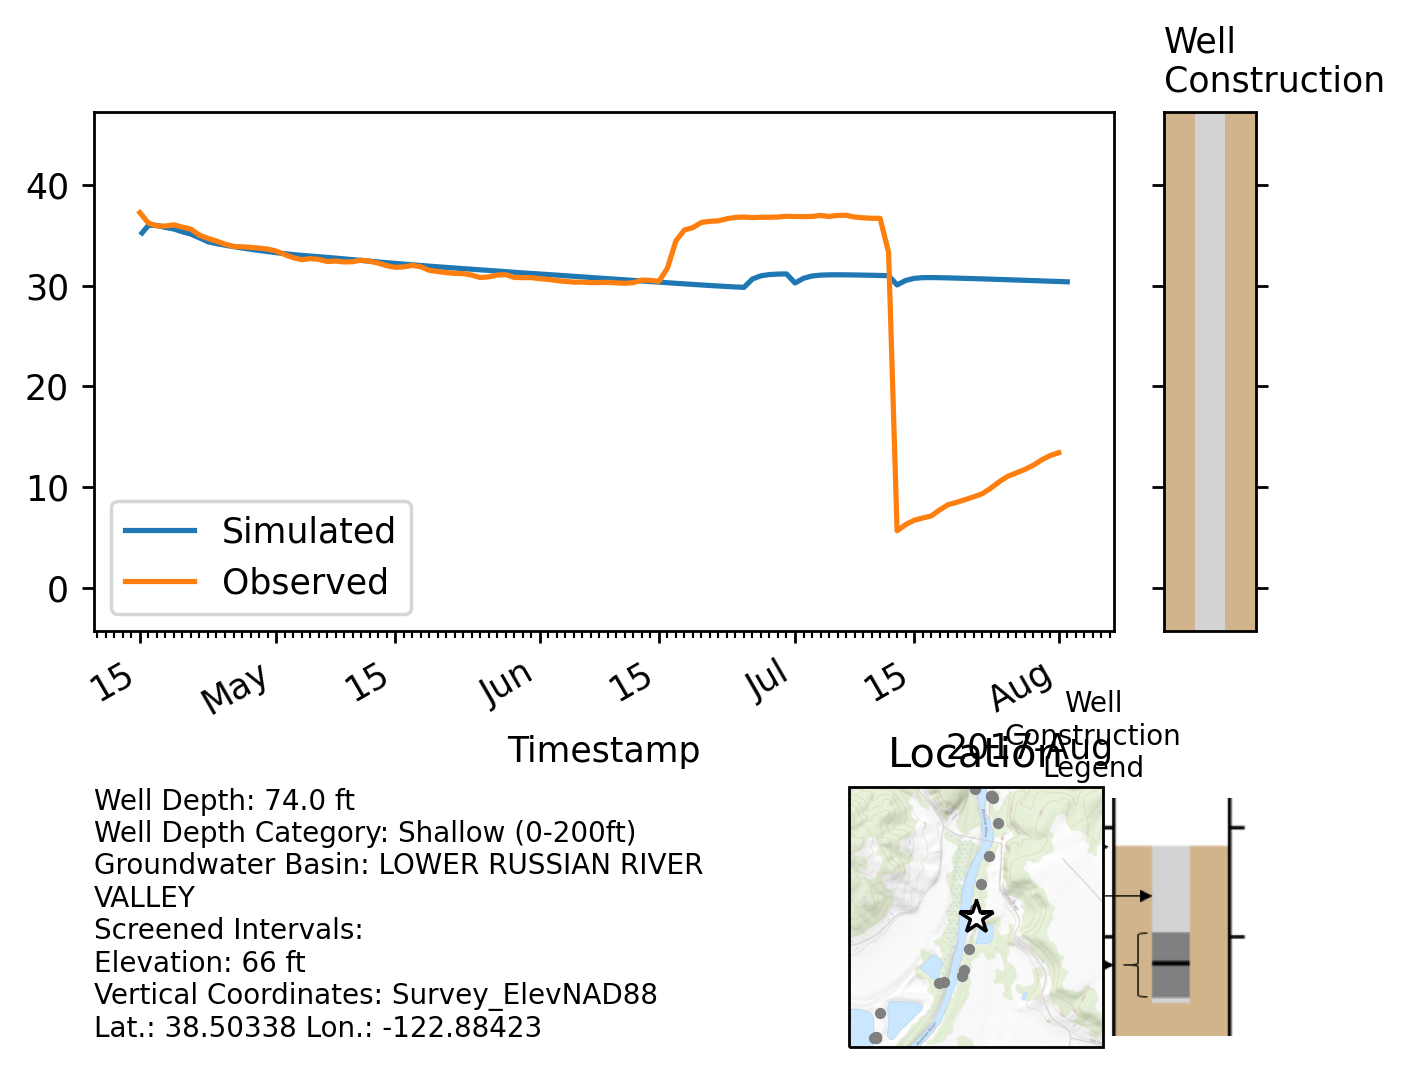 Well
Construction
40
30
20
10
0
Simulated
Observed
15
May
15
Jun
15
Jul
15
Aug
Timestamp
2017-Aug
Location
Well
Construction
Legend
Well Depth: 74.0 ft
Well Depth Category: Shallow (0-200ft)
Groundwater Basin: LOWER RUSSIAN RIVER
VALLEY
Screened Intervals:
Elevation: 66 ft
Vertical Coordinates: Survey_ElevNAD88
Lat.: 38.50338 Lon.: -122.88423